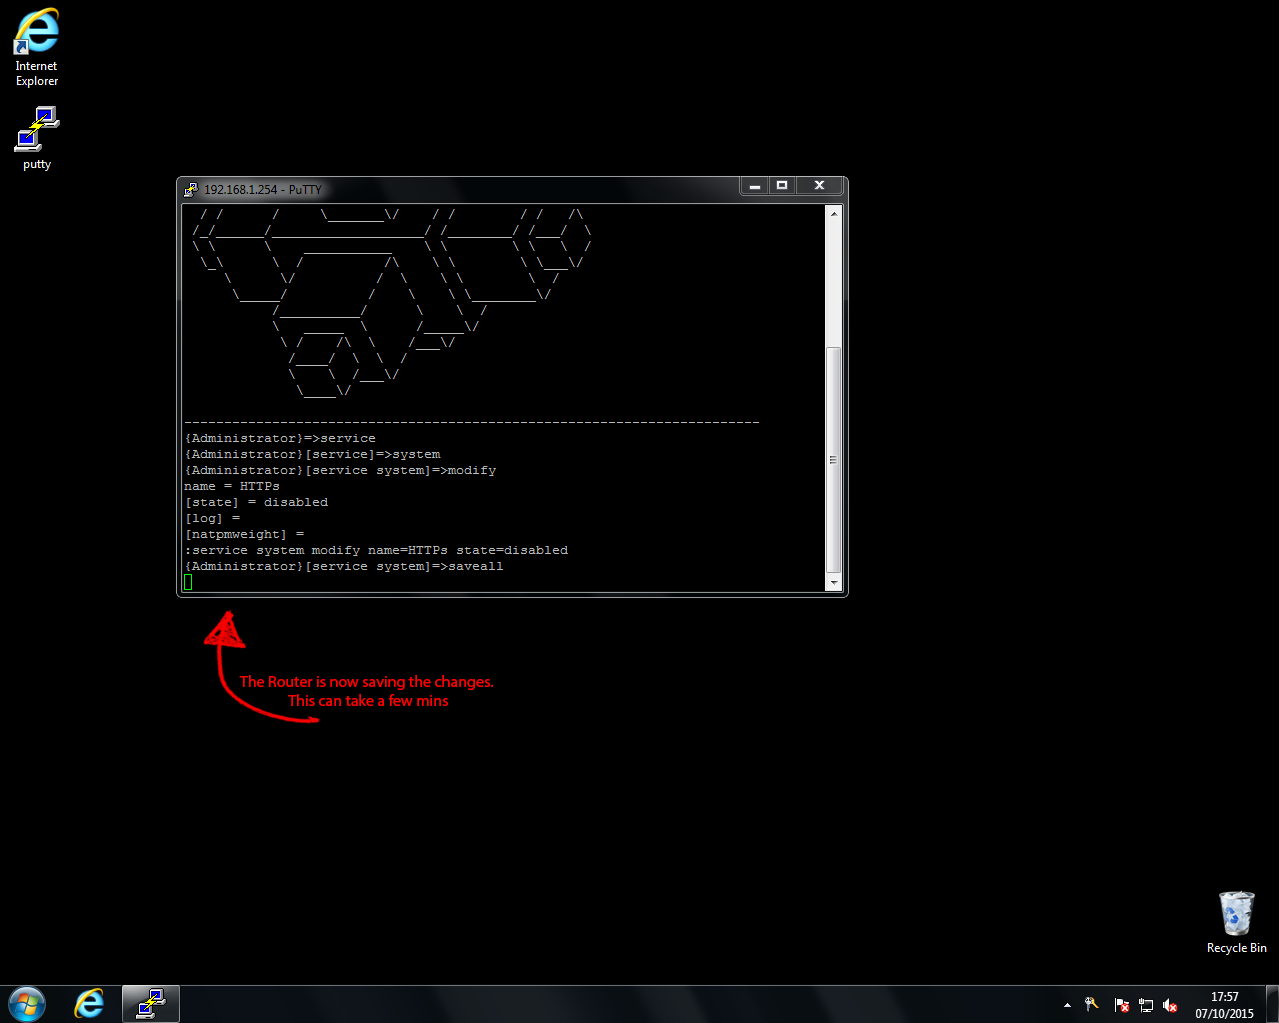 Internet
Explorer
putty
192.168.1.254 - PuTTY
------------------------------------------------------------------------
{Administrator}=>service
{Administrator}[service]=>system
{Administrator}[service system]=>modify
name = HTTPs
[state] = disabled
[log] =
[natpmweight] =
:service system modify name=HTTPs state=disabled
{Administrator}[service system]=>saveall
The Router is now saving the changes.
This can take a few mins
Recycle Bin
17:57
07/10/2015